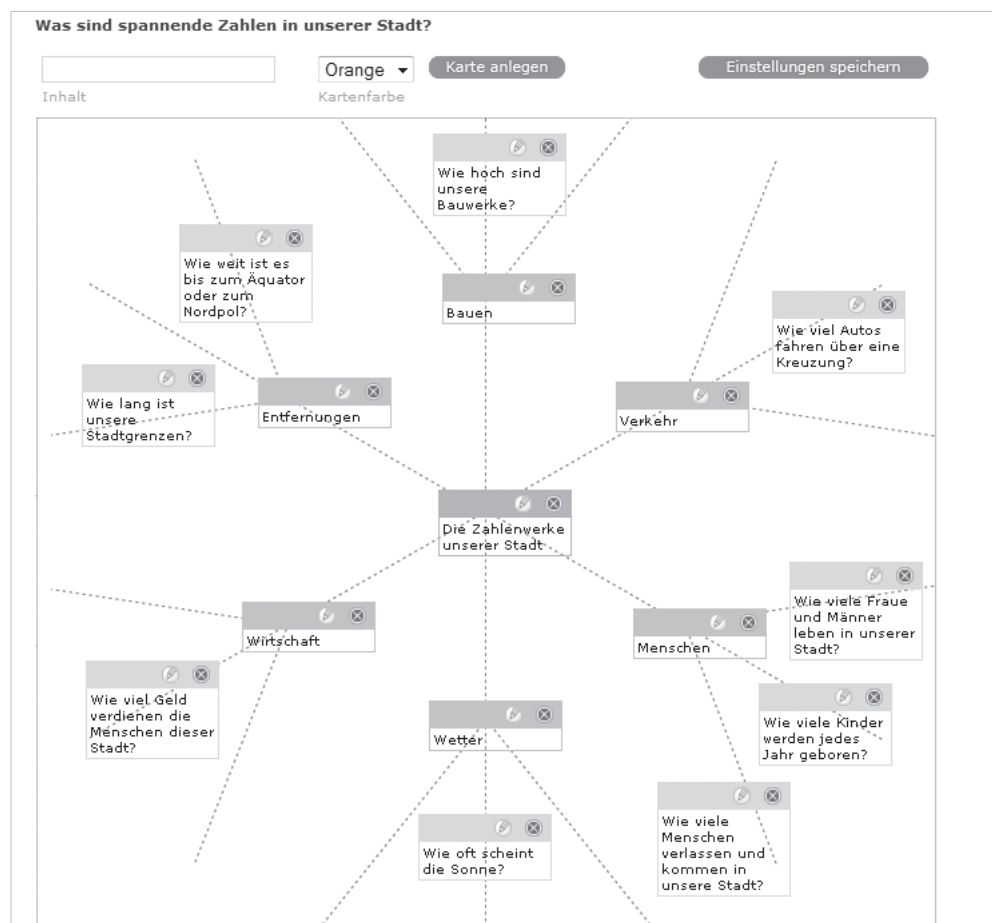 Was sind spannende Zahlen in unserer Stadt?
Orange
Karte anlegen
Einstellungen speichern
Inhalt
Kartenfarbe
Wie hoch sind
unsere
Bauwerke?
Wie weit ist es
bis zum Äquator
oder zum
Nordpol?
Bauen
Wie viel Autos
fahren über eine
Kreuzung?
Wie lang ist
unsere
Stadtgrenzen?
Entfernungen
Verkehr
Die Zahlenwerke
unserer Stadt
Wie viele Fraue
und Männer
leben in unserer
Stadt?
Wirtschaft
Menschen
Wie viel Geld
verdienen die
Menschen dieser
Stadt?
Wie viele Kinder
werden jedes
Jahr geboren?
Wetter
Wie viele
Menschen
verlassen und
kommen in
unsere Stadt?
Wie oft scheint
die Sonne?